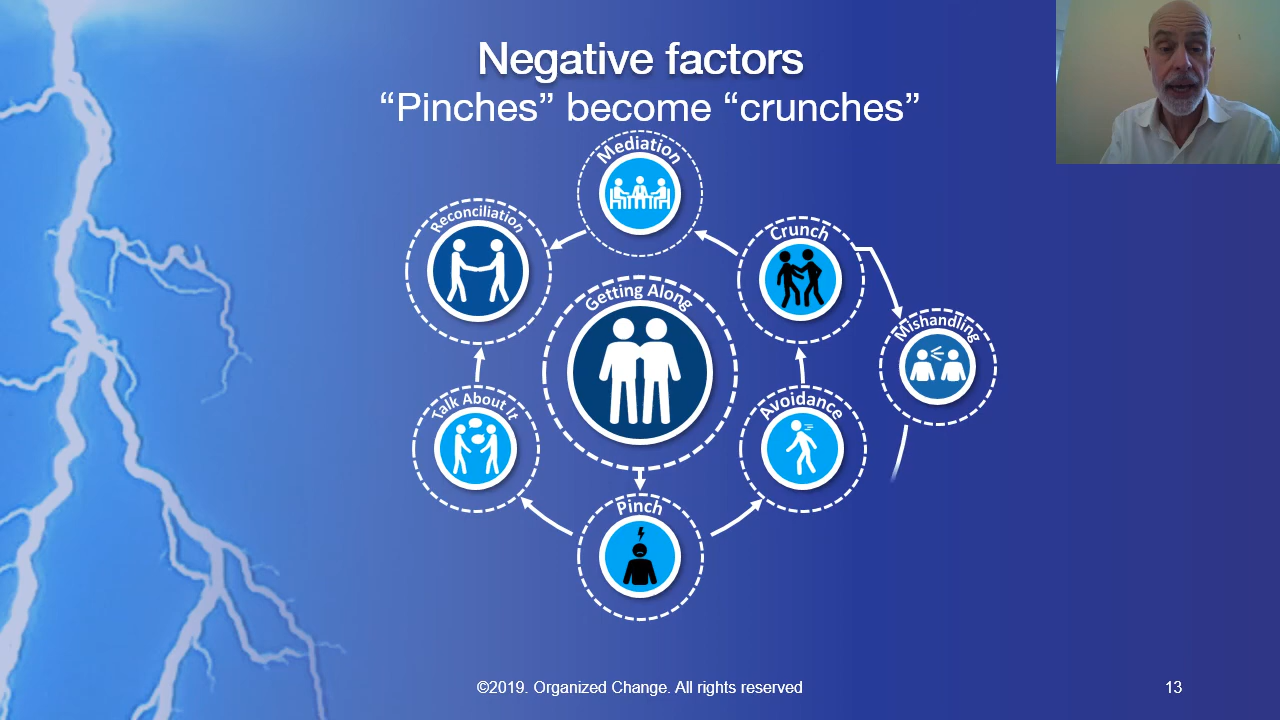 Negative factors
“Pinches” become “crunches”
Mediation
Reconciliation
Crunch
Getting Along
Mishandling
Talk About It
Avoidance
Pinch
©2019. Organized Change. All rights reserved
13